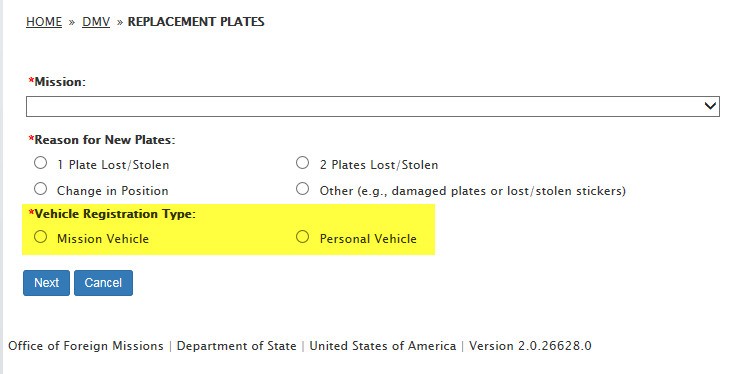 HOME » DMV » REPLACEMENT PLATES
*Mission:
*Reason for New Plates:
1 Plate Lost/Stolen 2 Plates Lost/Stolen
Change in Position Other (e.g., damaged plates or lost/stolen stickers)
*Vehicle Registration Type:
Mission Vehicle Personal Vehicle
Next Cancel
Office of Foreign Missions | Department of State | United States of America | Version 2.0.26628.0